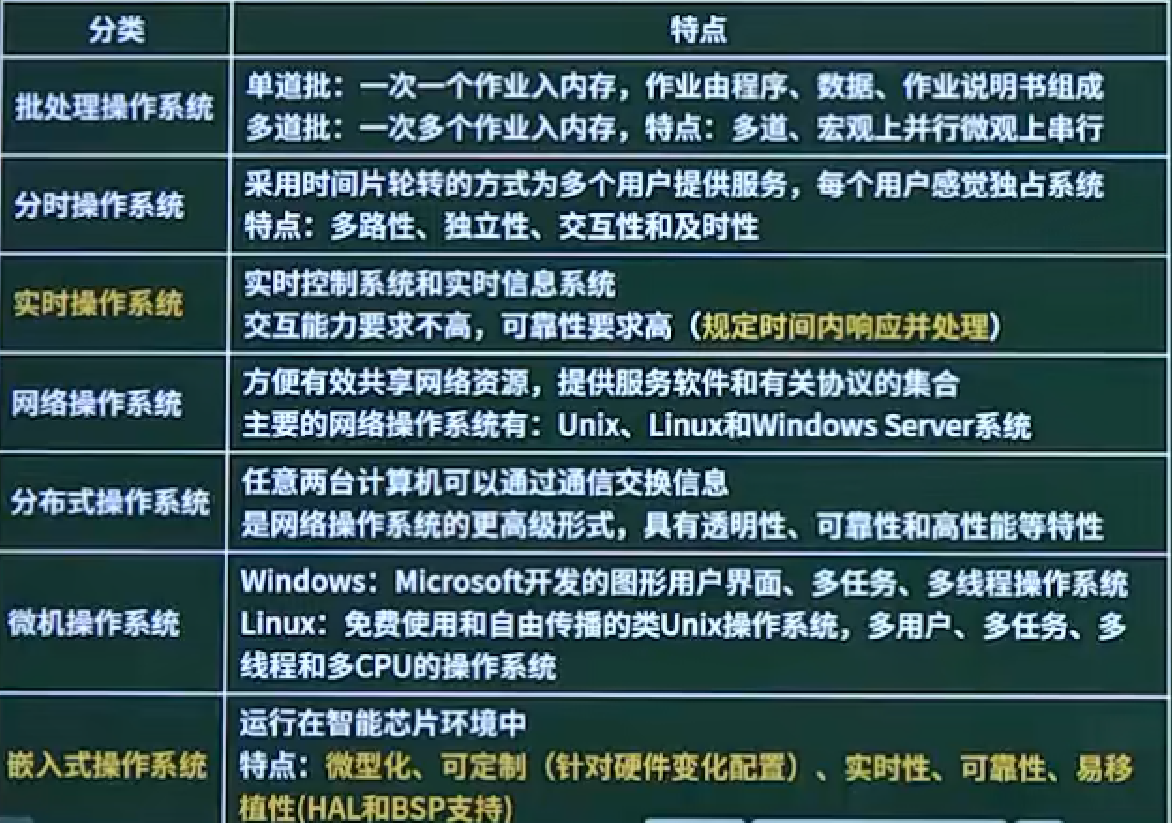 分类
特点
批处理操作系统
单道批：一次一个作业入内存，作业由程序、数据、作业说明书组成
多道批：一次多个作业入内存，特点：多道、宏观上并行微观上串行
分时操作系统
采用时间片轮转的方式为多个用户提供服务，每个用户感觉独占系统
特点：多路性、独立性、交互性和及时性
实时操作系统
实时控制系统和实时信息系统
交互能力要求不高，可靠性要求高（规定时间内响应并处理）
网络操作系统
方便有效共享网络资源，提供服务软件和有关协议的集合
主要的网络操作系统有：Unix、Linux和Windows Server系统
分布式操作系统
任意两台计算机可以通过通信交换信息
是网络操作系统的更高级形式，具有透明性、可靠性和高性能等特性
微机操作系统
Windows：Microsoft开发的图形用户界面、多任务、多线程操作系统
Linux：免费使用和自由传播的类Unix操作系统，多用户、多任务、多
线程和多CPU的操作系统
嵌入式操作系统
运行在智能芯片环境中
特点：微型化、可定制（针对硬件变化配置）、实时性、可靠性、易移
植性(HAL和BSP支持)